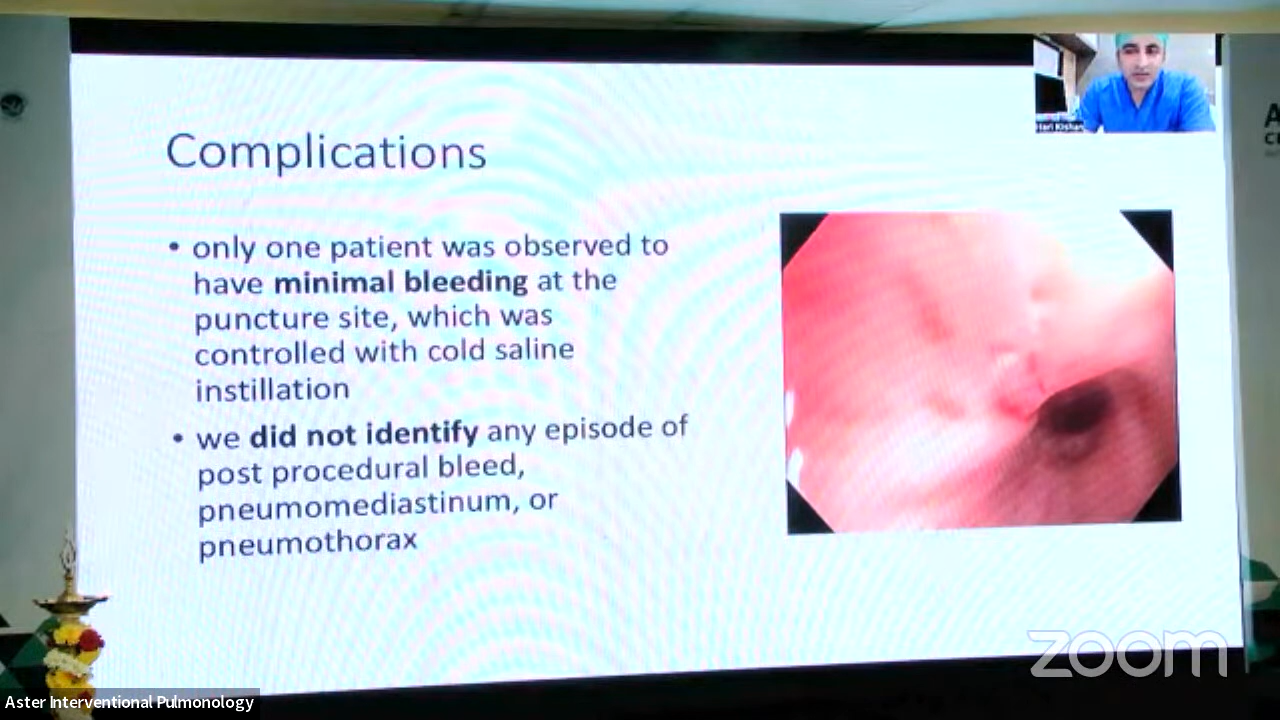 Complications
• only one patient was observed to
have minimal bleeding at the
puncture site, which was
controlled with cold saline
instillation
• we did not identify any episode of
post procedural bleed,
pneumomediastinum, or
pneumothorax
Hari Kishan
zoom
Aster Interventional Pulmonology